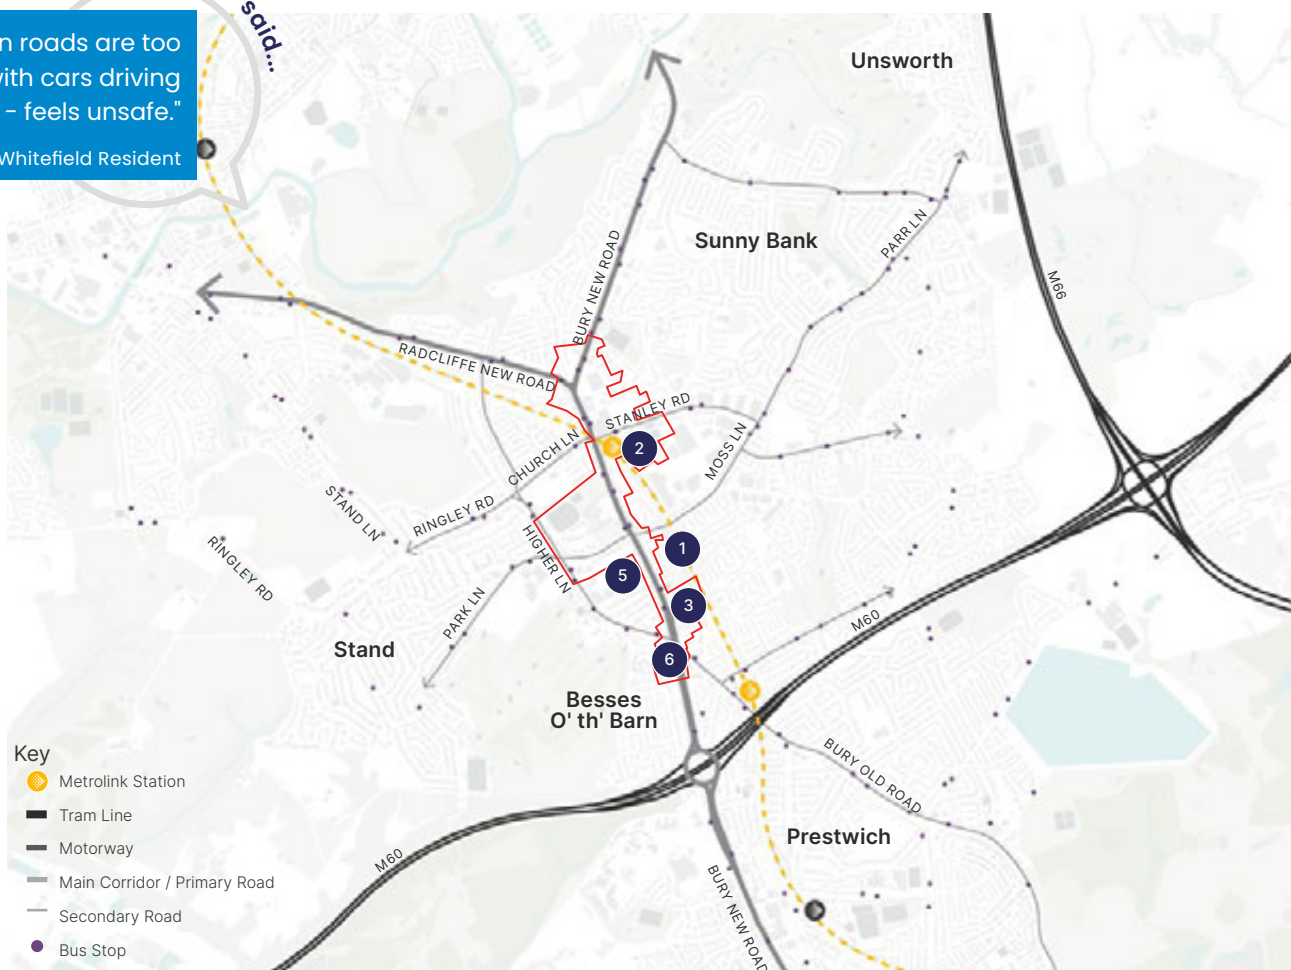 said...
n roads are too
with cars driving
- feels unsafe."
Whitefield Resident
Unsworth
Sunny Bank
PARR LN
M66
BURY NEW ROAD
RADCLIFFE NEW ROAD
STANLEY RD
2
CHURCH LN
MOSS LN
RINGLEY RD
STAND LN
HIGHER LN
RINGLEY RD
1
5
3
PARK LN
M60
Stand
6
Besses
O' th' Barn
BURY OLD ROAD
Prestwich
M60
BURY NEW ROAD
Key
Metrolink Station
Tram Line
Motorway
Main Corridor / Primary Road
Secondary Road
Bus Stop